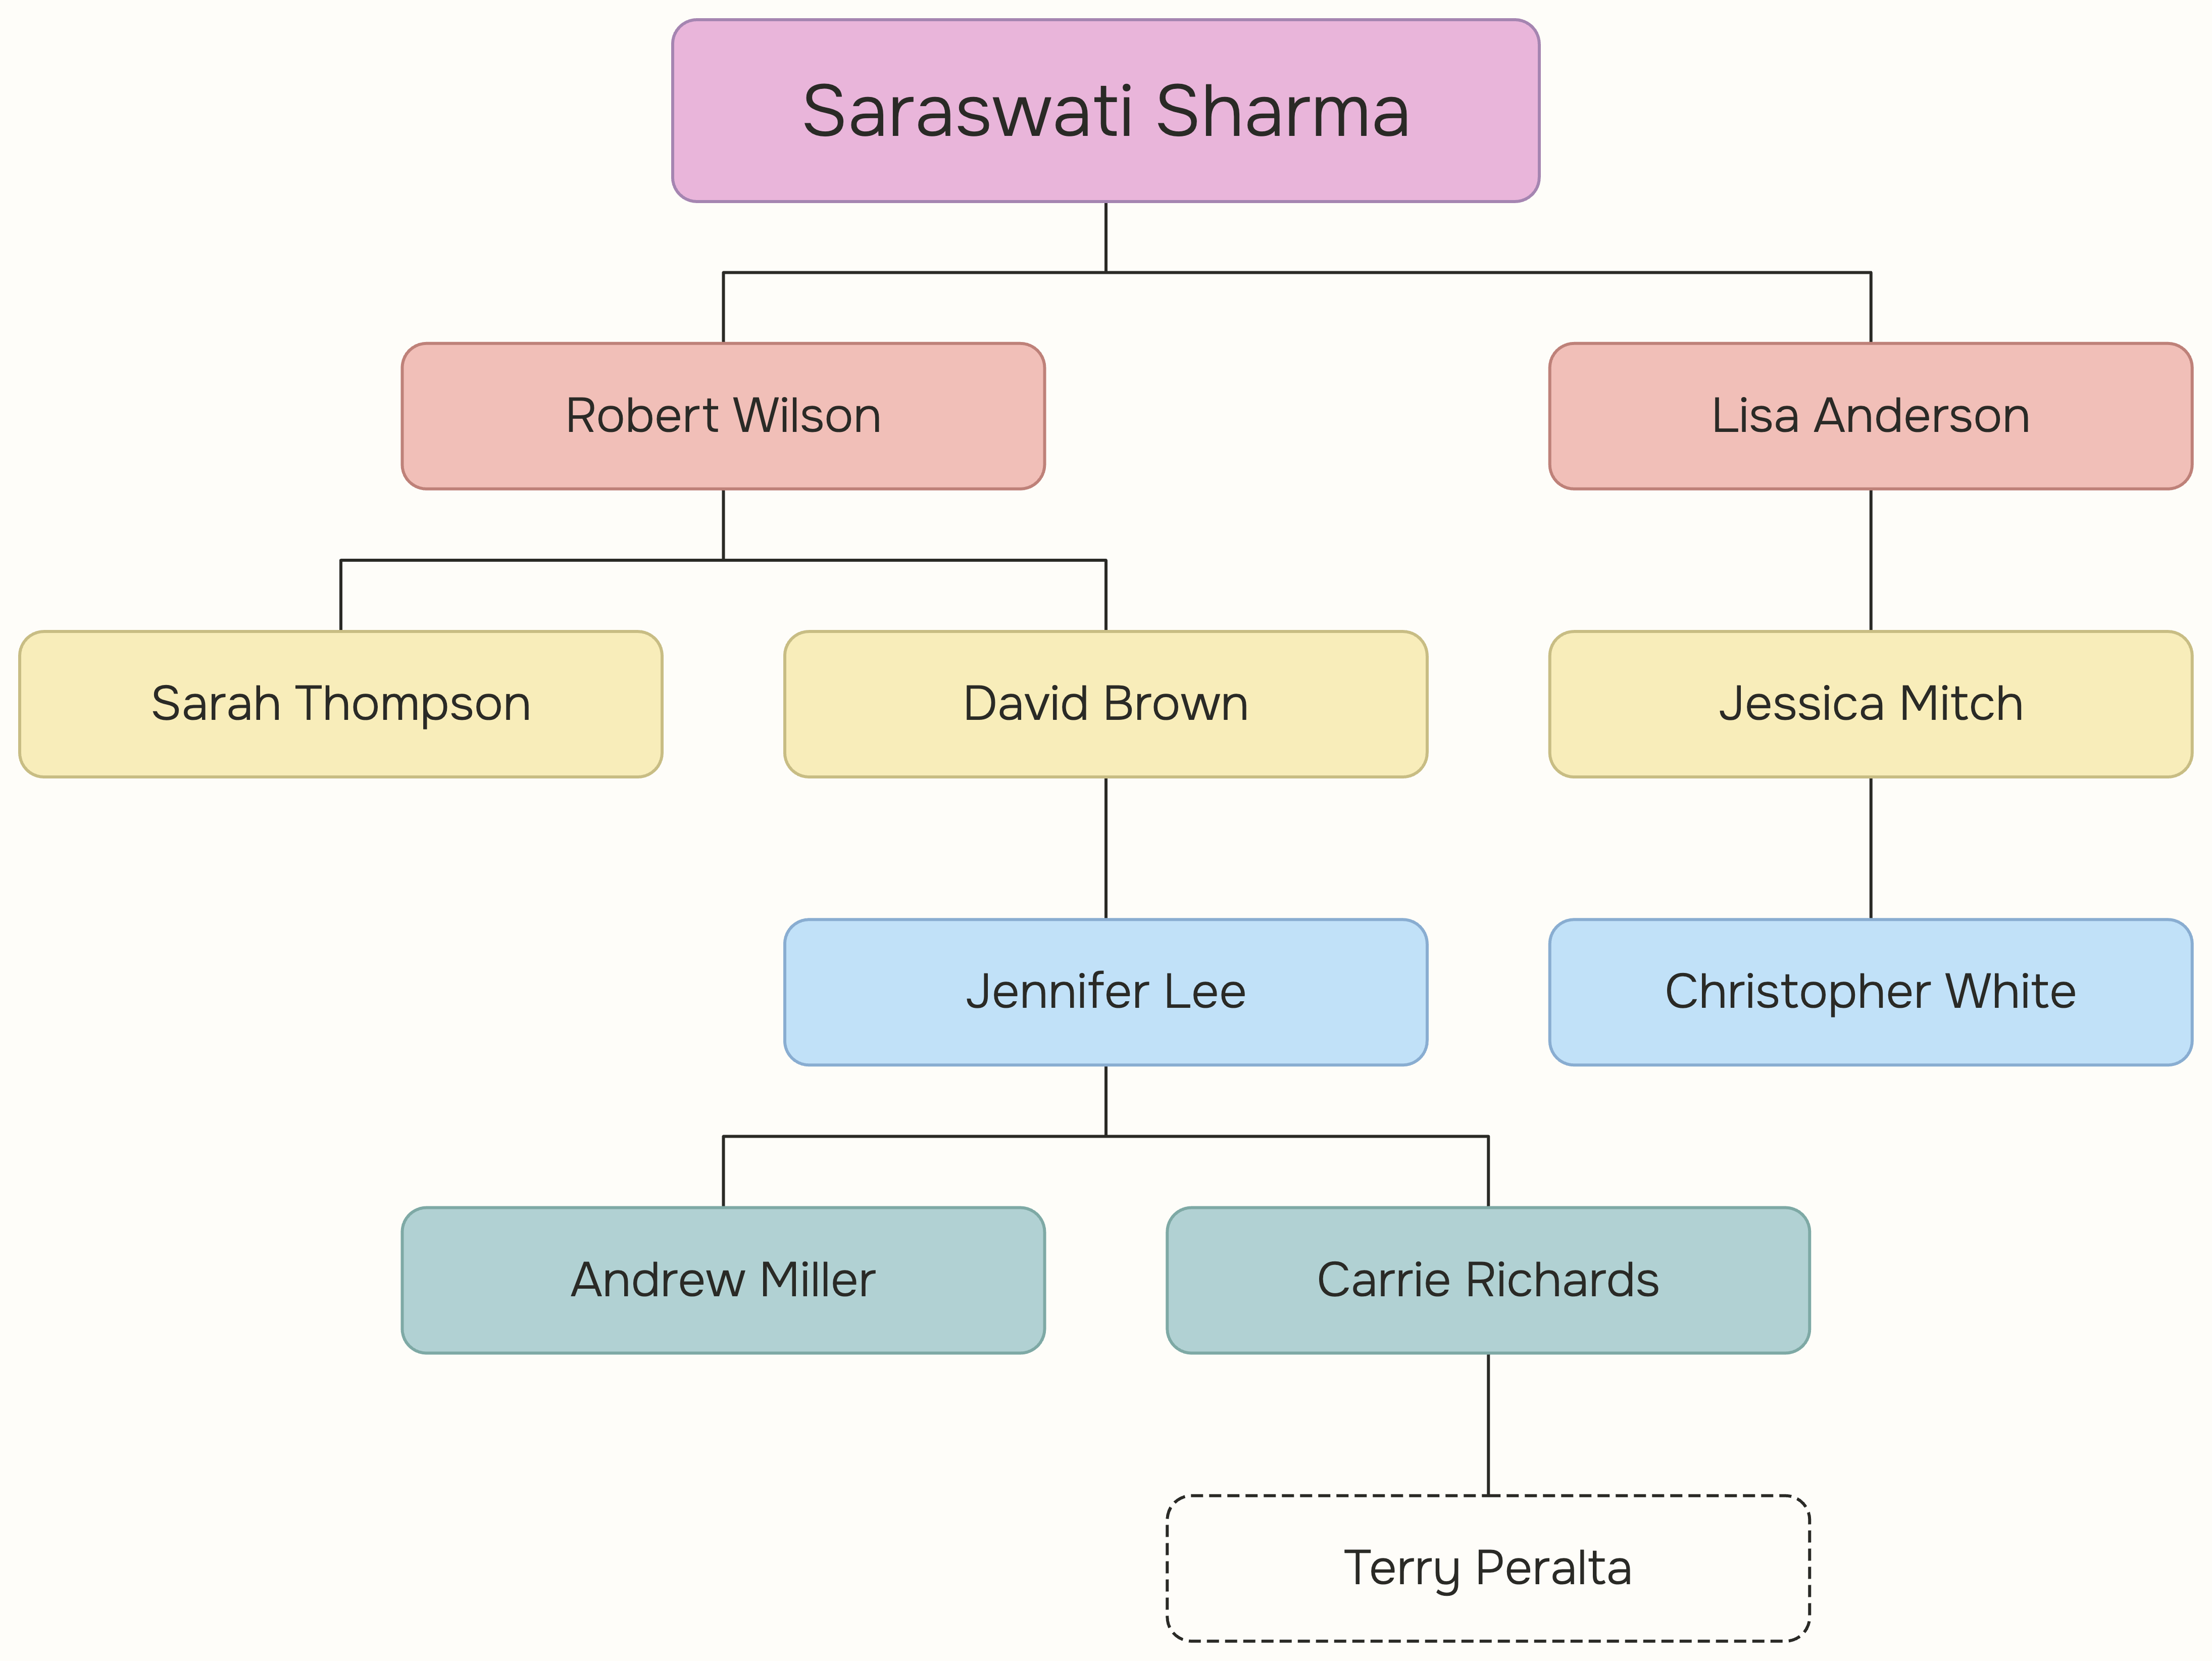 Saraswati Sharma
Robert Wilson
Lisa Anderson
Sarah Thompson
David Brown
Jessica Mitch
Jennifer Lee
Christopher White
Andrew Miller
Carrie Richards
Terry Peralta